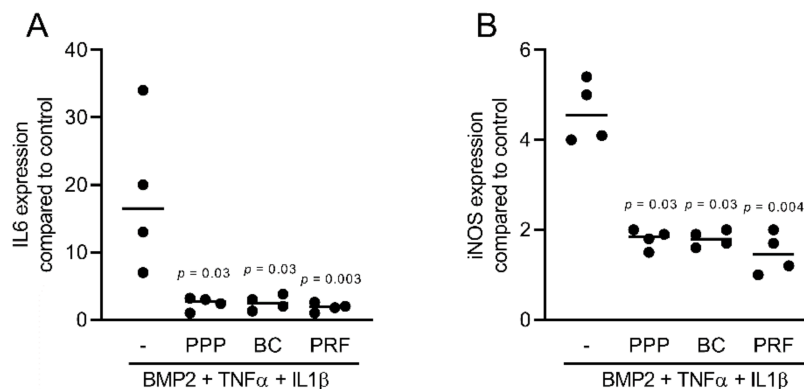 A
IL6 expression
compared to control
40
30
20
10
0
p = 0.03
p = 0.03
p = 0.003
-
PPP
BC
PRF
BMP2 + TNFα + IL1β
B
iNOS expression
compared to control
6
4
2
0
p = 0.03
p = 0.03
p = 0.004
-
PPP
BC
PRF
BMP2 + TNFα + IL1β